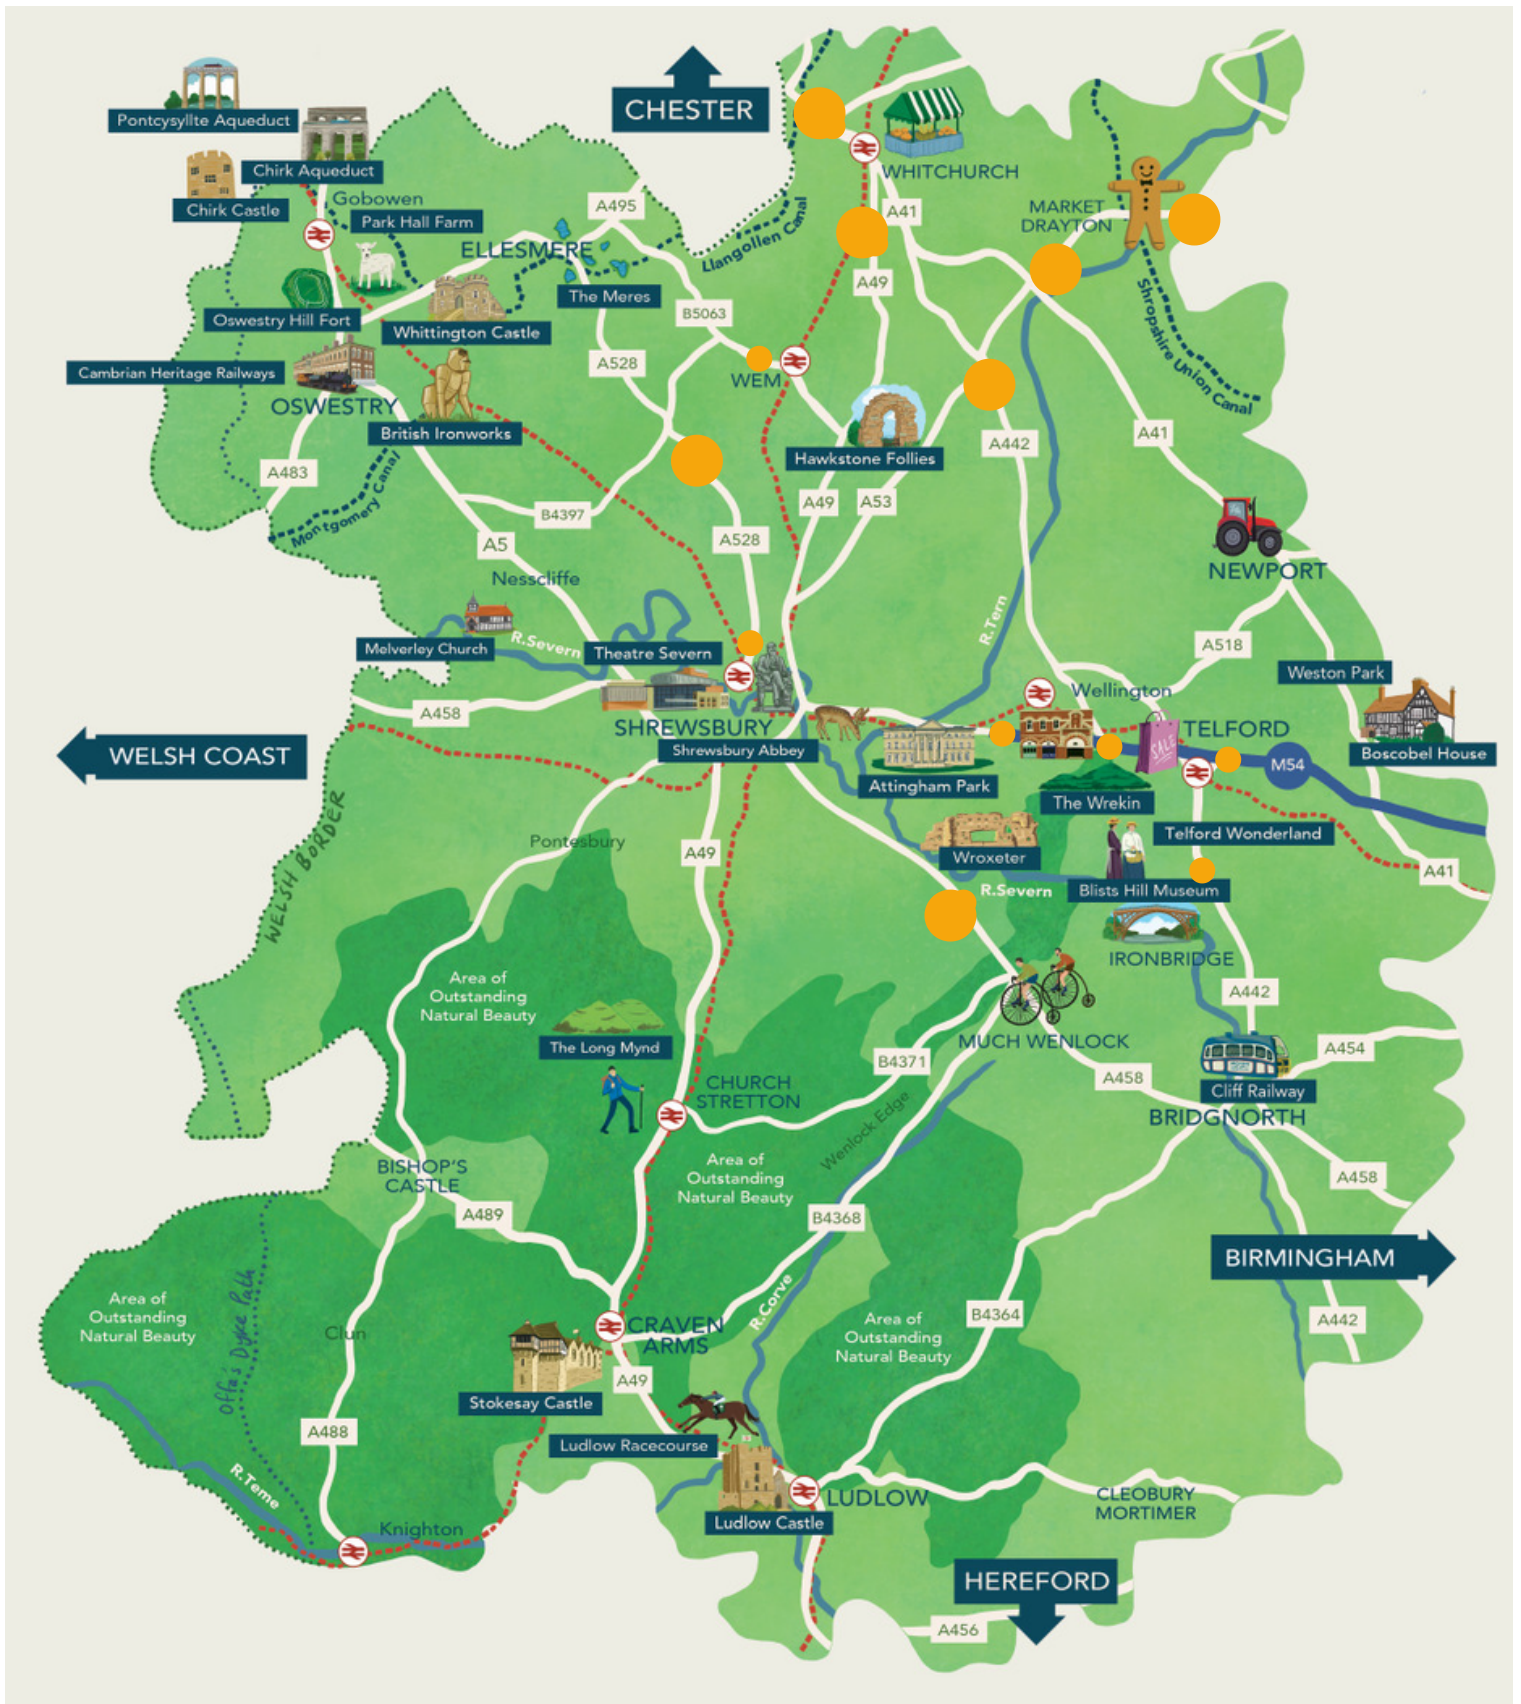 CHESTER
Pontcysyllte Aqueduct
Chirk Aqueduct
Chirk Castle
Gobowen
Park Hall Farm
A495
ELLESMERE
Llangollen Canal
WHITCHURCH
A41
MARKET
DRAYTON
The Meres
A49
Oswestry Hill Fort
Whittington Castle
B5063
Shropshire Union Canal
Cambrian Heritage Railways
A528
WEM
OSWESTRY
British Ironworks
Hawkstone Follies
A442
A41
A483
Montgomery Canal
B4397
A49
A53
A5
A528
Nesscliffe
NEWPORT
R.Tern
Melverley Church
R.Severn
Theatre Severn
A518
Weston Park
Wellington
A458
SHREWSBURY
Shrewsbury Abbey
SALE
TELFORD
WELSH COAST
M54
Boscobel House
Attingham Park
The Wrekin
Telford Wonderland
WELSH BORDER
Pontesbury
A49
Wroxeter
A41
R.Severn
Blists Hill Museum
IRONBRIDGE
Area of
Outstanding
Natural Beauty
A442
The Long Mynd
MUCH WENLOCK
A454
B4371
A458
Cliff Railway
CHURCH
STRETTON
BRIDGNORTH
Wenlock Edge
BISHOP'S
CASTLE
Area of
Outstanding
Natural Beauty
A458
A489
B4368
BIRMINGHAM
Area of
Outstanding
Natural Beauty
Offa's Dyke Path
Clun
CRAVEN
ARMS
R.Corve
Area of
Outstanding
Natural Beauty
B4364
A442
A49
Stokesay Castle
A488
Ludlow Racecourse
R.Teme
LUDLOW
CLEOBURY
MORTIMER
Ludlow Castle
Knighton
HEREFORD
A456